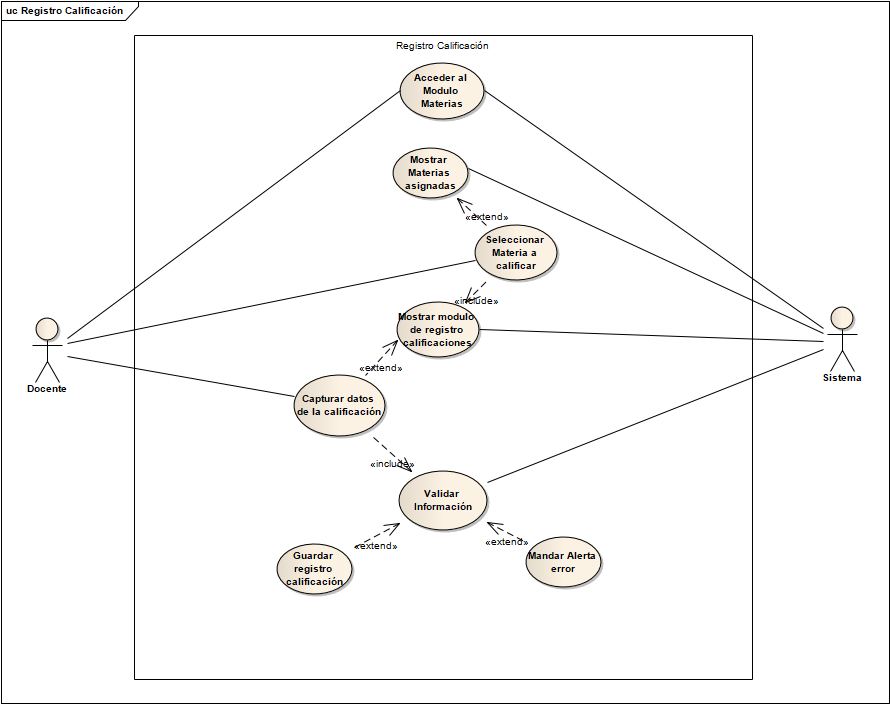 uc Registro Calificación
Registro Calificación
Acceder al
Modulo
Materias
Mostrar
Materias
asignadas
«extend»
Seleccionar
Materia a
calificar
«include»
Mostrar modulo
de registro
calificaciones
«extend»
Docente
Sistema
Capturar datos
de la calificación
«include»
Validar
Información
«extend»
«extend»
Guardar
registro
calificación
Mandar Alerta
error